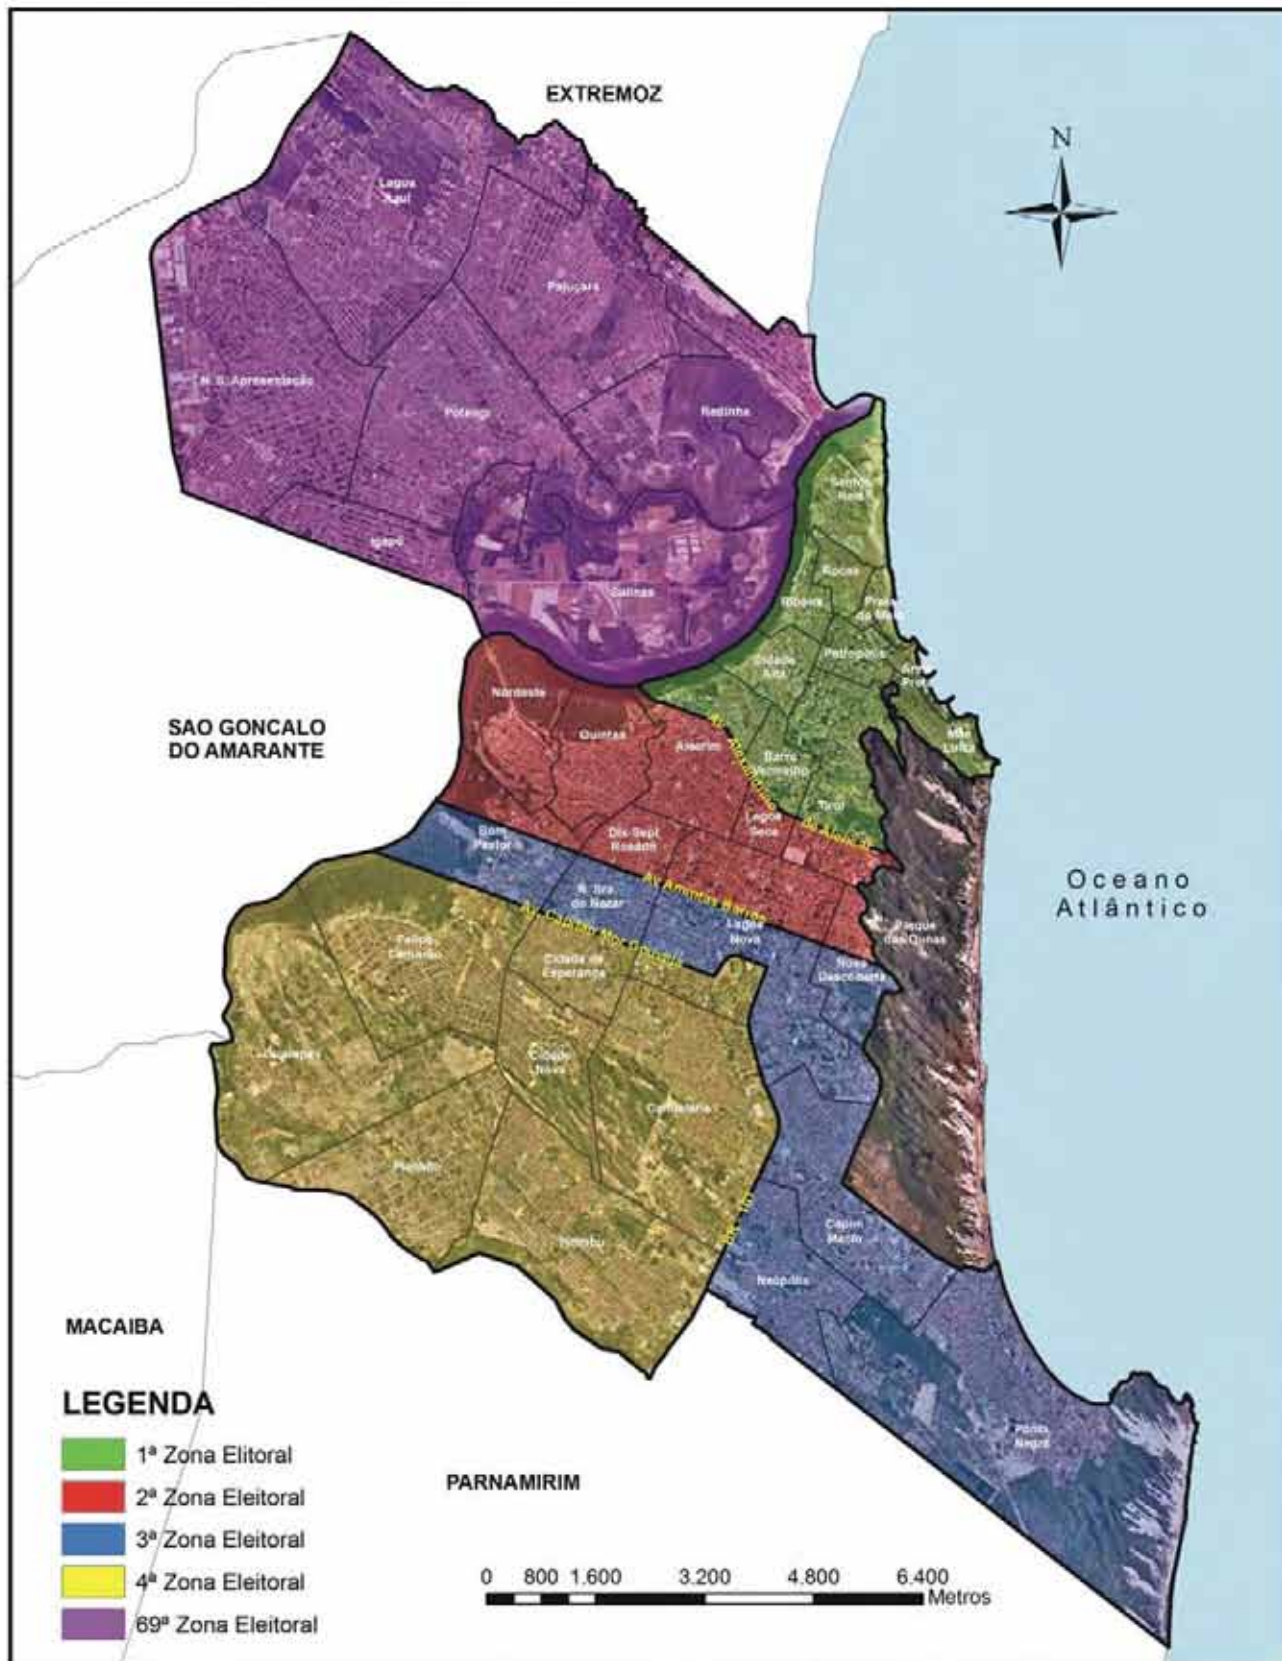 EXTREMOZ
N
Lagoa
Azul
Pajuçara
N. S. Apresentação
Potengi
Redinha
Santos
Reis
Igapó
Rocas
Salinas
Ribeira
Praia
do Meio
Petrópolis
Cidade
Alta
Areia
Preta
Nordeste
SAO GONCALO
DO AMARANTE
Quintas
Alecrim
Mãe
Luiza
Barro
Vermelho
Tirol
Lagoa
Seca
Bom
Pastor
Dix-Sept
Rosado
Oceano
Atlântico
Av Amintas Barros
N. Sra.
de Nazar
Lagoa
Nova
Parque
das Dunas
Felipe
Camarão
Cidade da
Esperança
Nova
Descoberta
Guarapes
Cidade
Nova
Candelária
Planalto
Pitimbu
Capim
Macio
Neópolis
MACAIBA
Ponta
Negra
LEGENDA
1ª Zona Elitoral
2ª Zona Eleitoral
3ª Zona Eleitoral
4ª Zona Eleitoral
69ª Zona Eleitoral
PARNAMIRIM
0 800 1.600 3.200 4.800 6.400
Metros